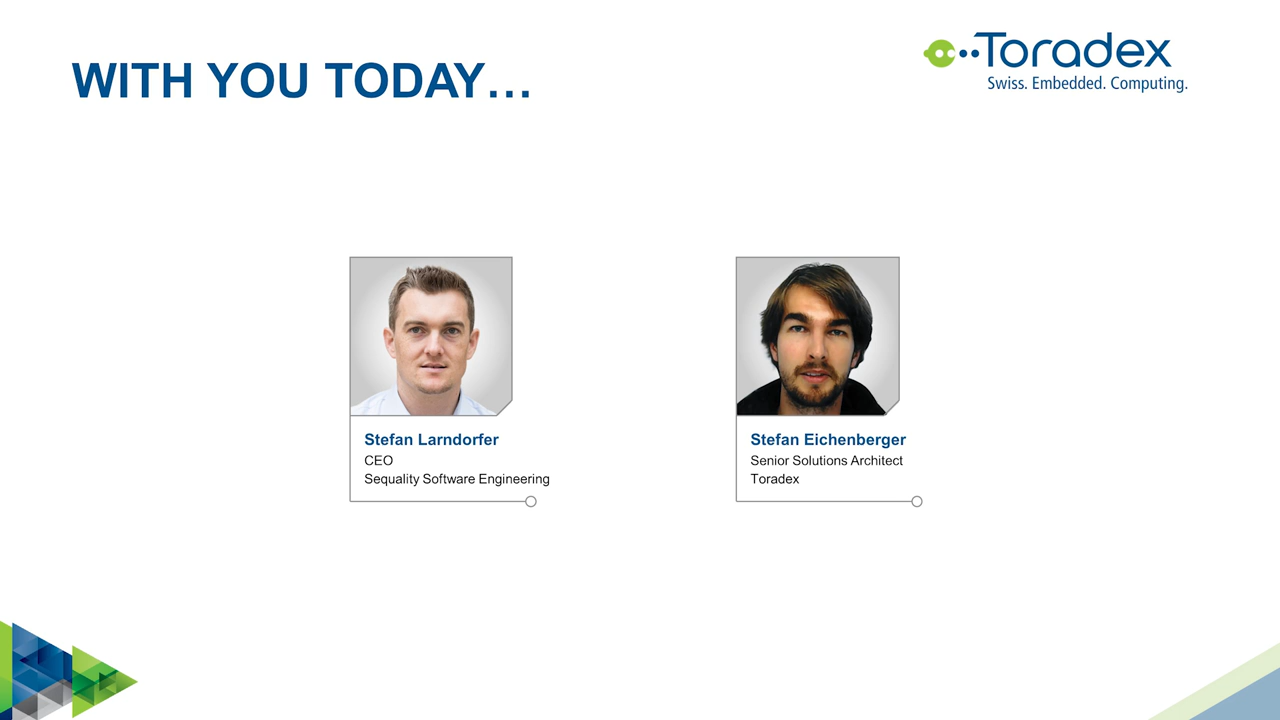 WITH YOU TODAY...
Toradex
Swiss. Embedded. Computing.
Stefan Larndorfer
CEO
Sequality Software Engineering
Stefan Eichenberger
Senior Solutions Architect
Toradex